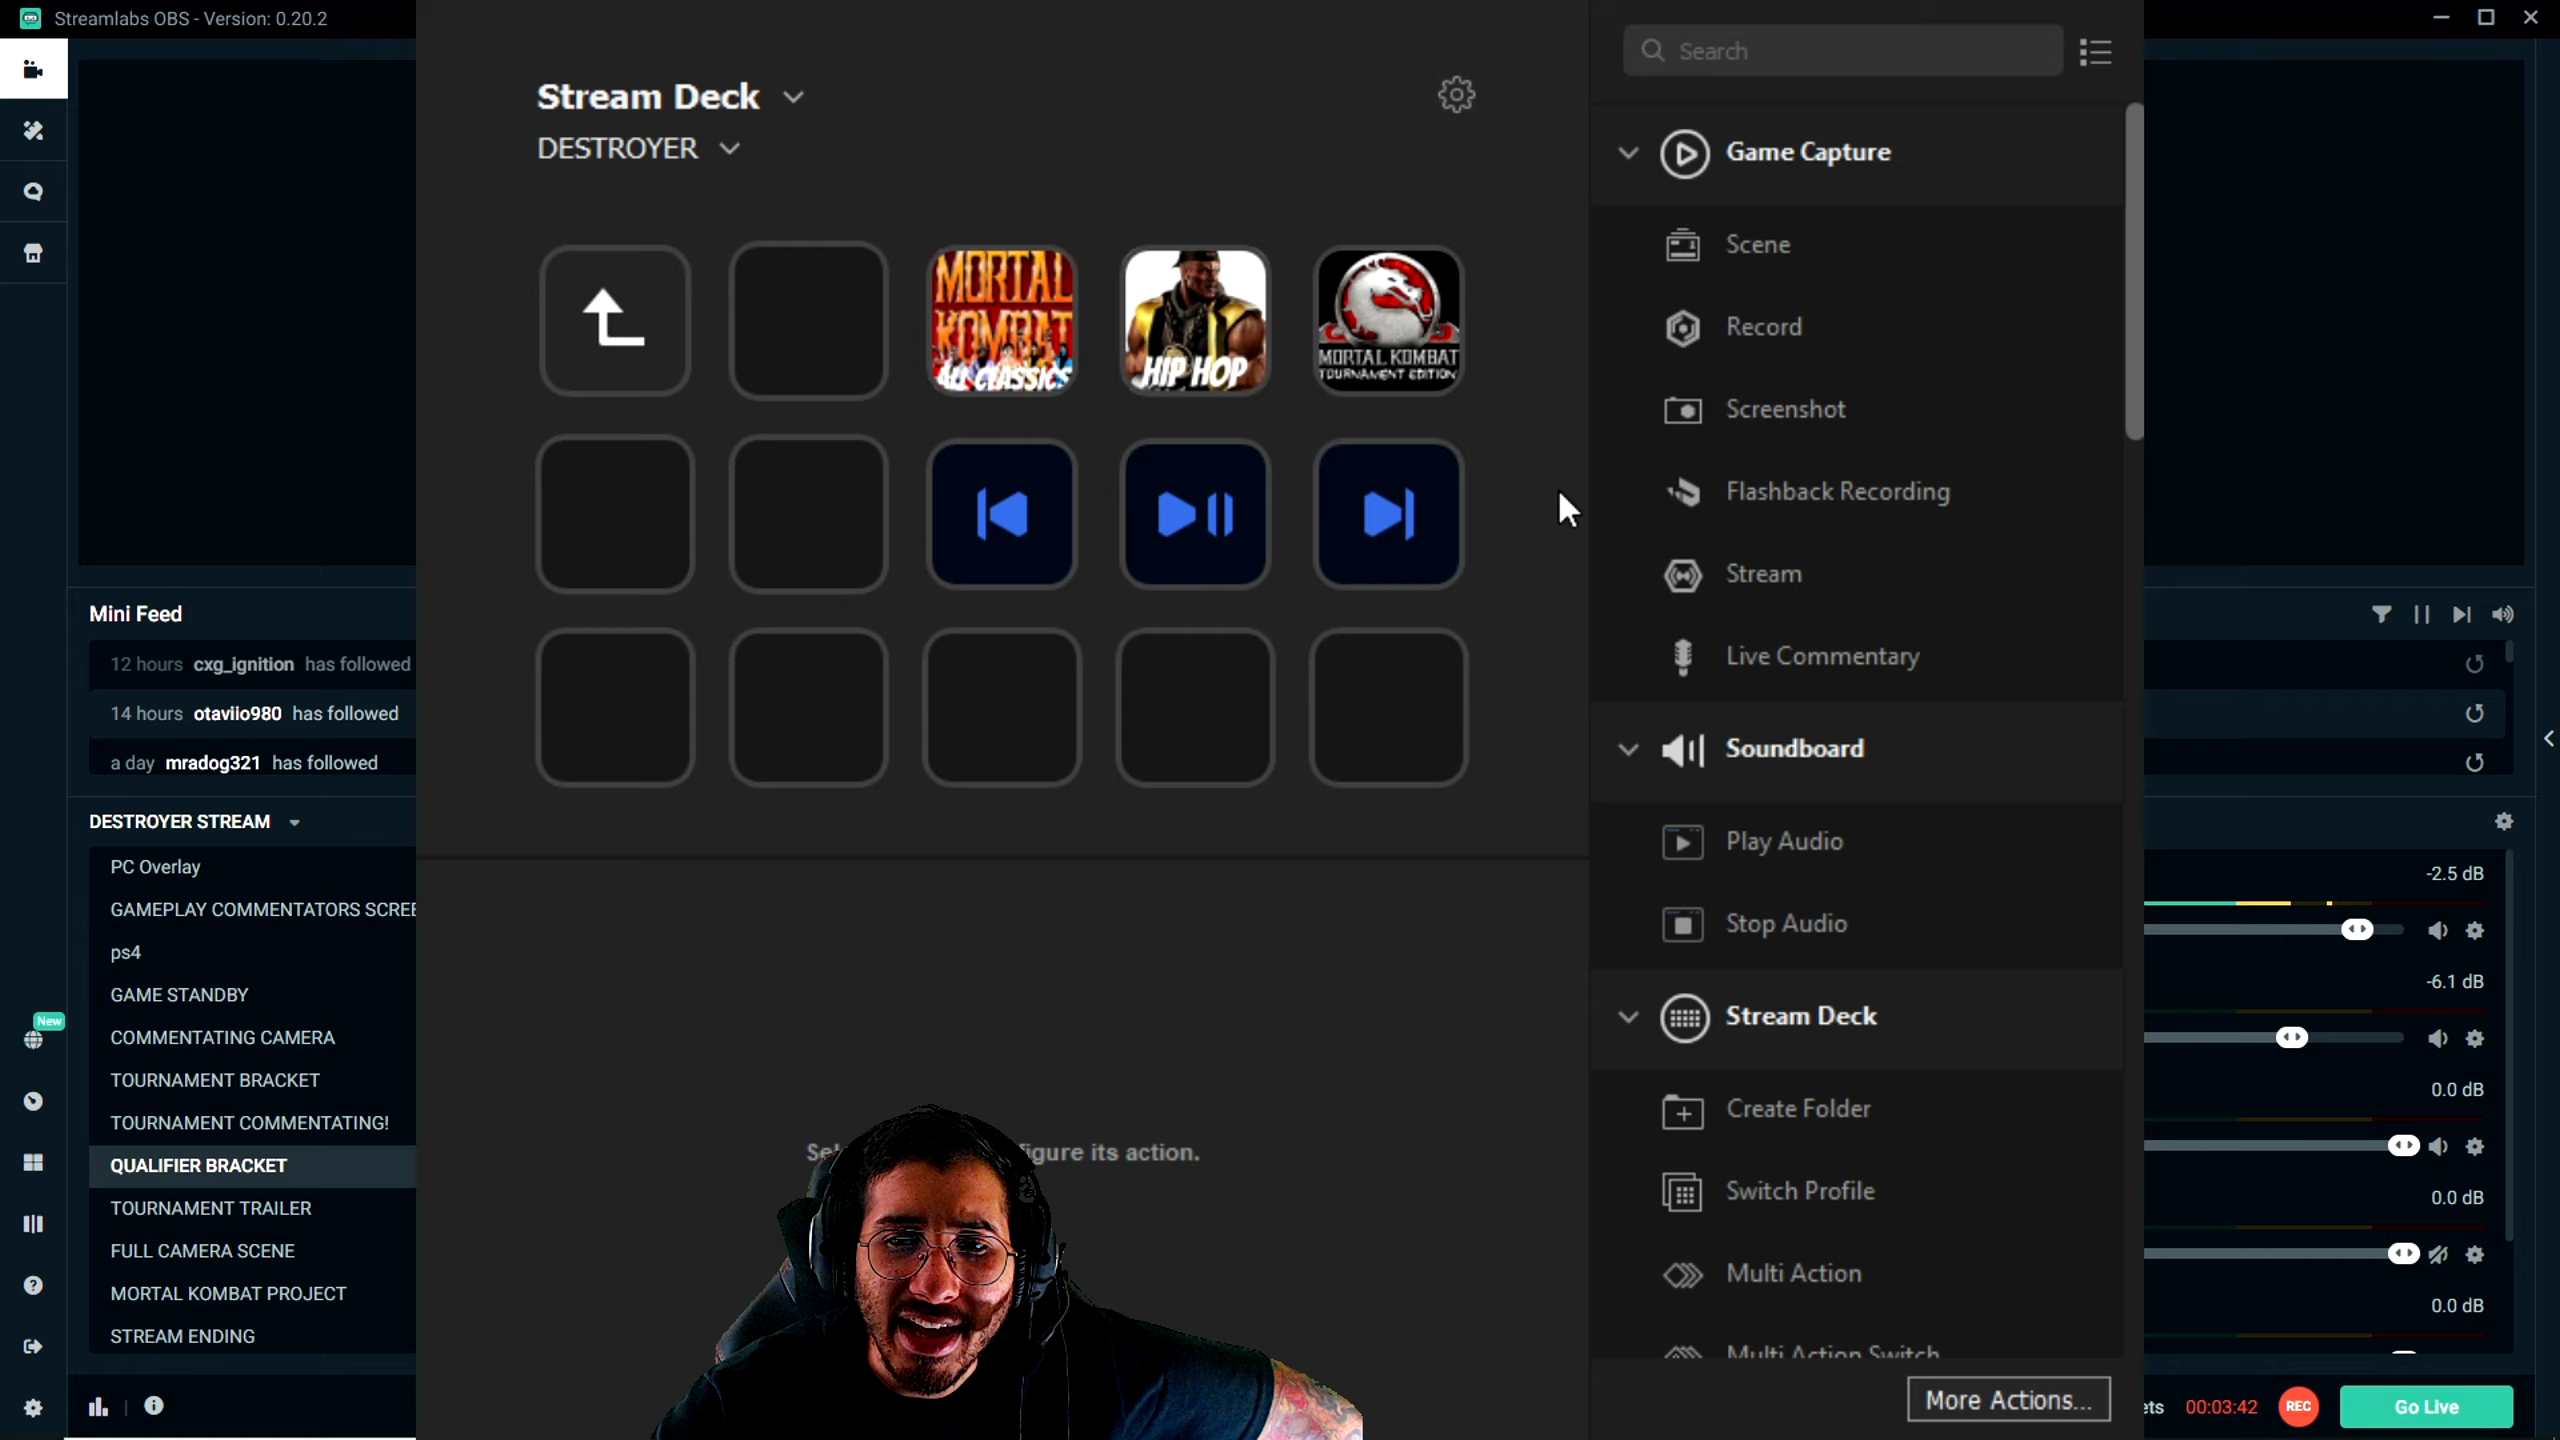 Streamlabs OBS - Version: 0.20.2
Stream Deck
DESTROYER
MORTAL KOMBAT
ALL CLASSICS
HIP HOP
MORTAL KOMBAT
TOURNAMENT EDITION
Search
Game Capture
Scene
Record
Screenshot
Flashback Recording
Stream
Live Commentary
Soundboard
Play Audio
Stop Audio
Stream Deck
Create Folder
Switch Profile
Multi Action
Multi Action Switch
More Actions...
Mini Feed
12 hours cxg_ignition has followed
14 hours otaviio980 has followed
a day mradog321 has followed
DESTROYER STREAM
PC Overlay
GAMEPLAY COMMENTATORS SCREE
ps4
GAME STANDBY
COMMENTATING CAMERA
TOURNAMENT BRACKET
TOURNAMENT COMMENTATING!
QUALIFIER BRACKET
TOURNAMENT TRAILER
FULL CAMERA SCENE
MORTAL KOMBAT PROJECT
STREAM ENDING
New
igure its action.
-2.5 dB
-6.1 dB
0.0 dB
0.0 dB
0.0 dB
ets 00:03:42 REC Go Live